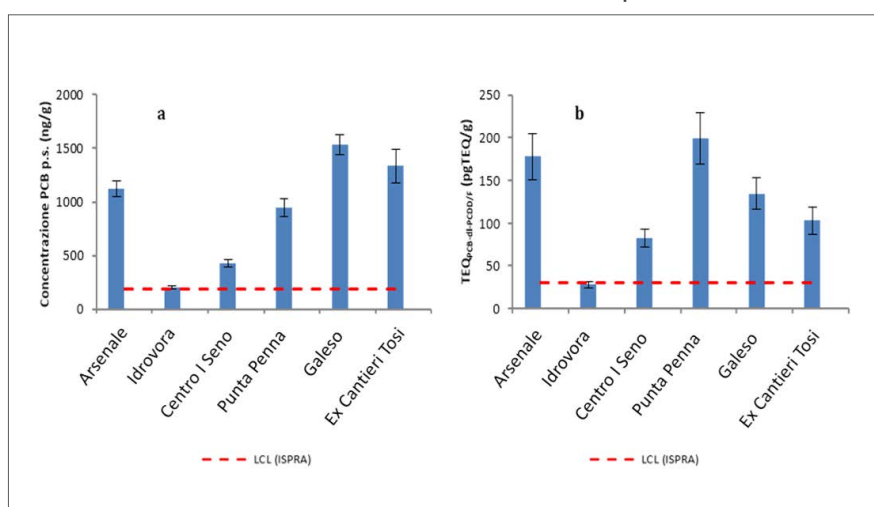 a
Concentrazione PCB p.s. (ng/g)
2000
1500
1000
500
0
Arsenale
Idrovora
Centro I Seno
Punta Penna
Galeso
Ex Cantieri Tosi
LCL (ISPRA)
b
TEQPCB-dl-PCDD/F (pgTEQ/g)
250
200
150
100
50
0
Arsenale
Idrovora
Centro I Seno
Punta Penna
Galeso
Ex Cantieri Tosi
LCL (ISPRA)